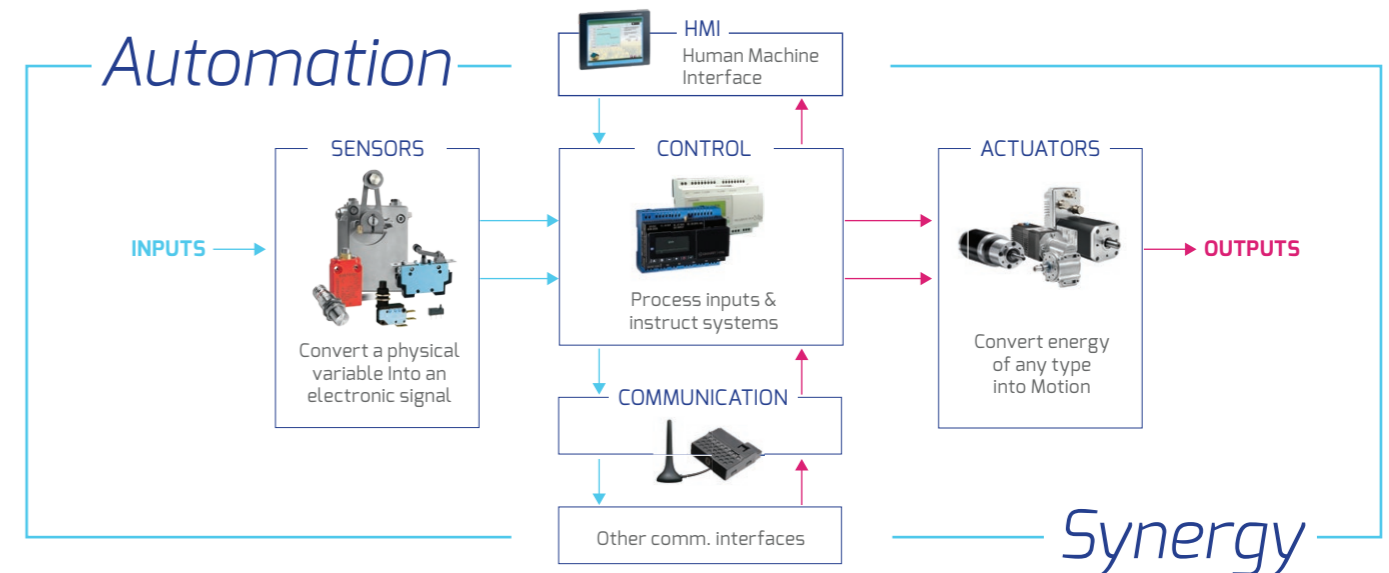 Automation
HMI
Human Machine
Interface
SENSORS
CONTROL
ACTUATORS
INPUTS
OUTPUTS
Process inputs &
instruct systems
Convert a physical
variable Into an
electronic signal
Convert energy
of any type
into Motion
COMMUNICATION
Other comm. interfaces
Synergy